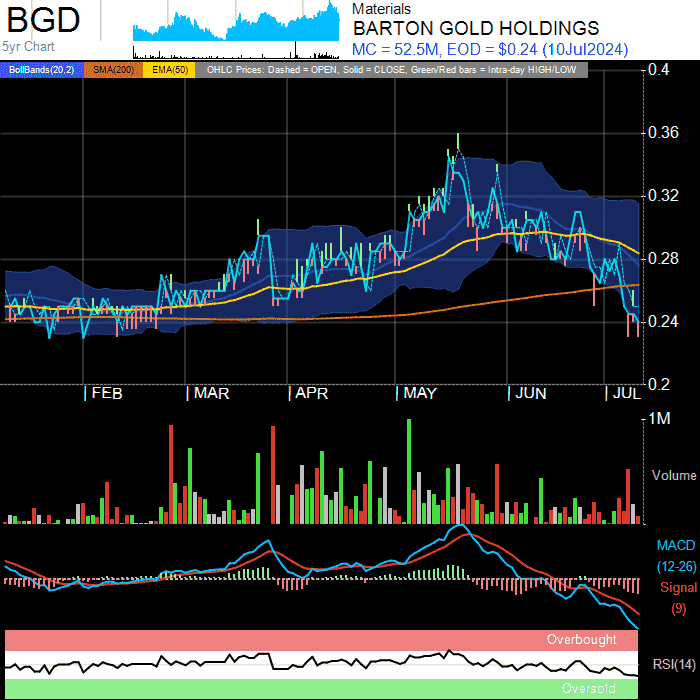 BGD
5yr Chart
Materials
BARTON GOLD HOLDINGS
MC = 52.5M, EOD = $0.24 (10Jul2024)
BollBands(20,2) SMA(200) EMA(50) OHLC Prices: Dashed = OPEN, Solid = CLOSE, Green/Red bars = Intra-day HIGH/LOW
0.4
0.36
0.32
0.28
0.24
0.2
| FEB | MAR | APR | MAY | JUN | JUL
1M
Volume
MACD
(12-26)
Signal
(9)
Overbought
RSI(14)
Oversold